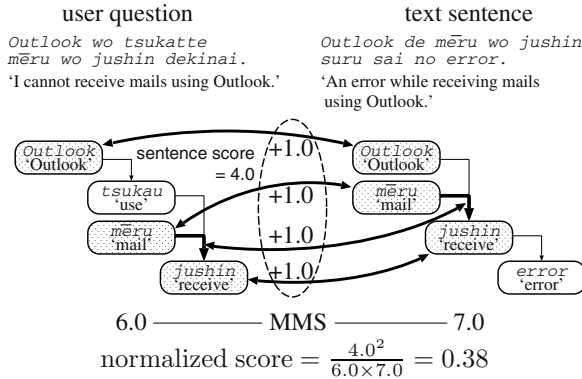 user question
text sentence
Outlook wo tsukatte
mēru wo jushin dekinai.
'I cannot receive mails using Outlook.'
Outlook de mēru wo jushin
suru sai no error.
'An error while receiving mails
using Outlook.'
Outlook
'Outlook'
sentence score
= 4.0
+1.0
Outlook
'Outlook'
tsukau
'use'
+1.0
mēru
'mail'
mēru
'mail'
+1.0
jushin
'receive'
jushin
'receive'
+1.0
error
'error'
6.0 MMS 7.0
normalized score = 4.0² / 6.0×7.0 = 0.38